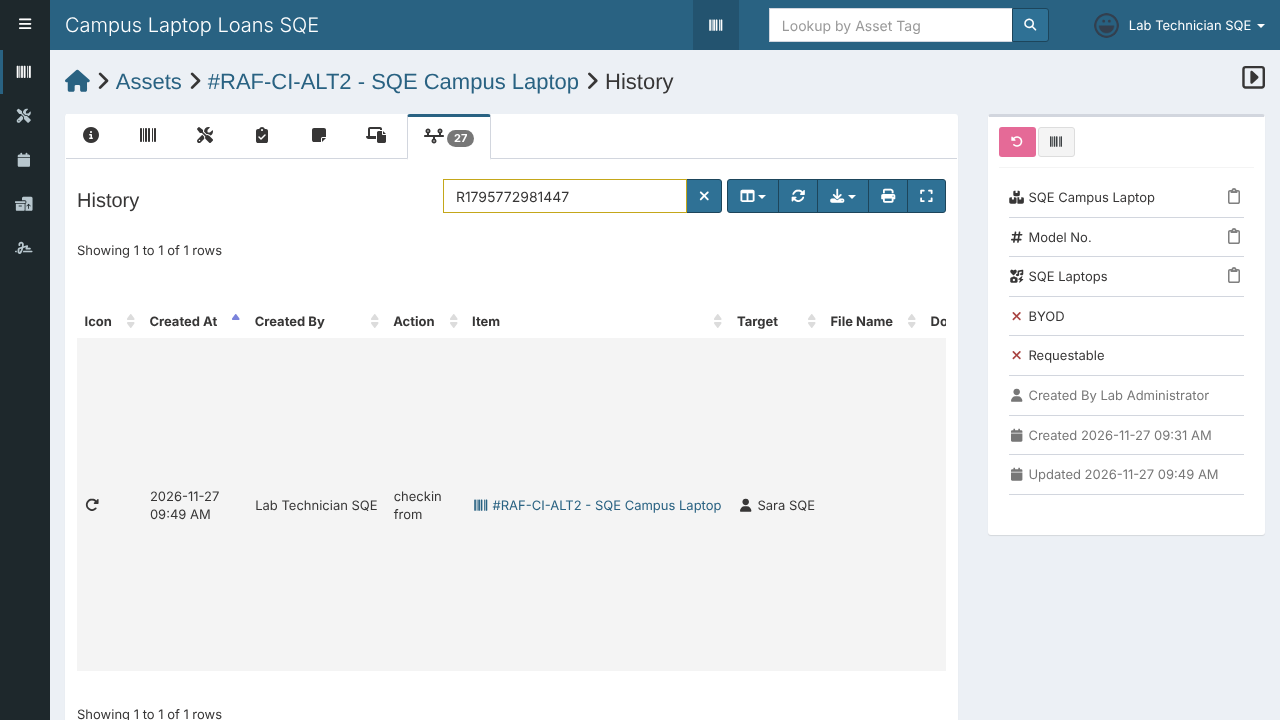 Campus Laptop Loans SQE
Lookup by Asset Tag
Lab Technician SQE
Assets
#RAF-CI-ALT2 - SQE Campus Laptop
History
27
History
R1795772981447
Showing 1 to 1 of 1 rows
Icon
Created At
Created By
Action
Item
Target
File Name
Do
2026-11-27
09:49 AM
Lab Technician SQE
checkin
from
#RAF-CI-ALT2 - SQE Campus Laptop
Sara SQE
Showing 1 to 1 of 1 rows
SQE Campus Laptop
Model No.
SQE Laptops
BYOD
Requestable
Created By Lab Administrator
Created 2026-11-27 09:31 AM
Updated 2026-11-27 09:49 AM